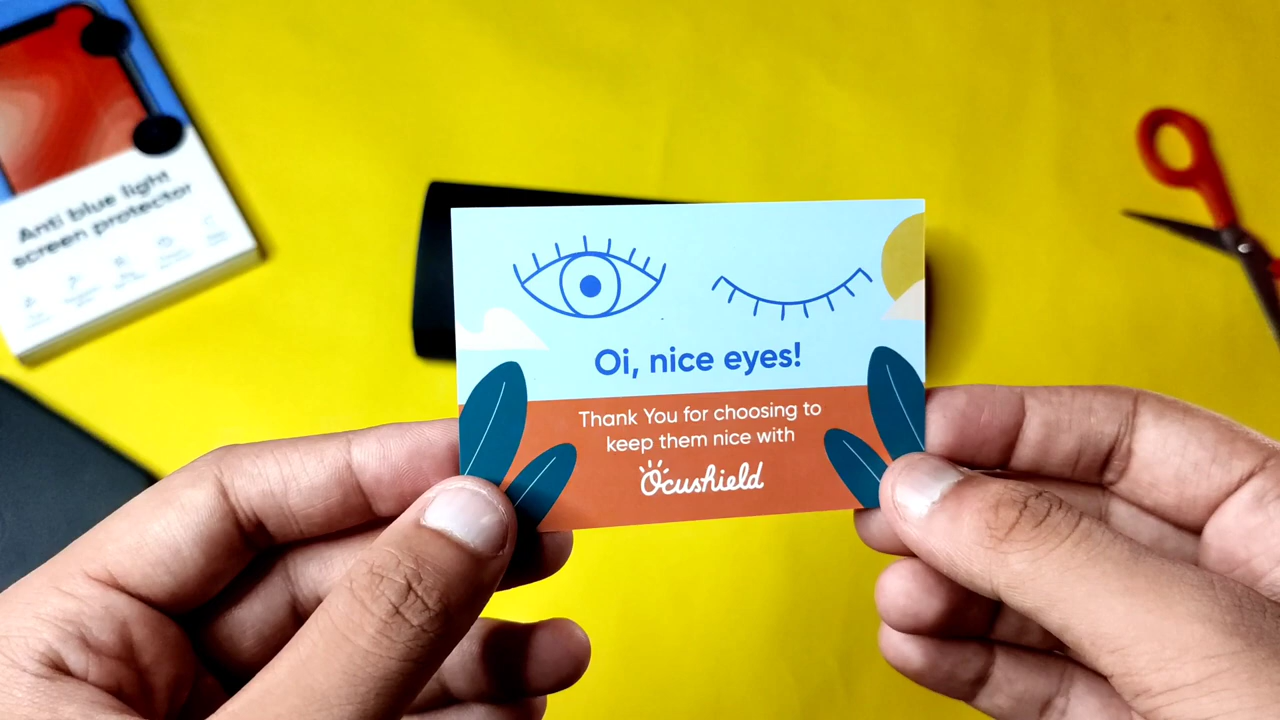 Anti blue light
screen protector
Oi, nice eyes!
Thank You for choosing to
keep them nice with
Ocushield